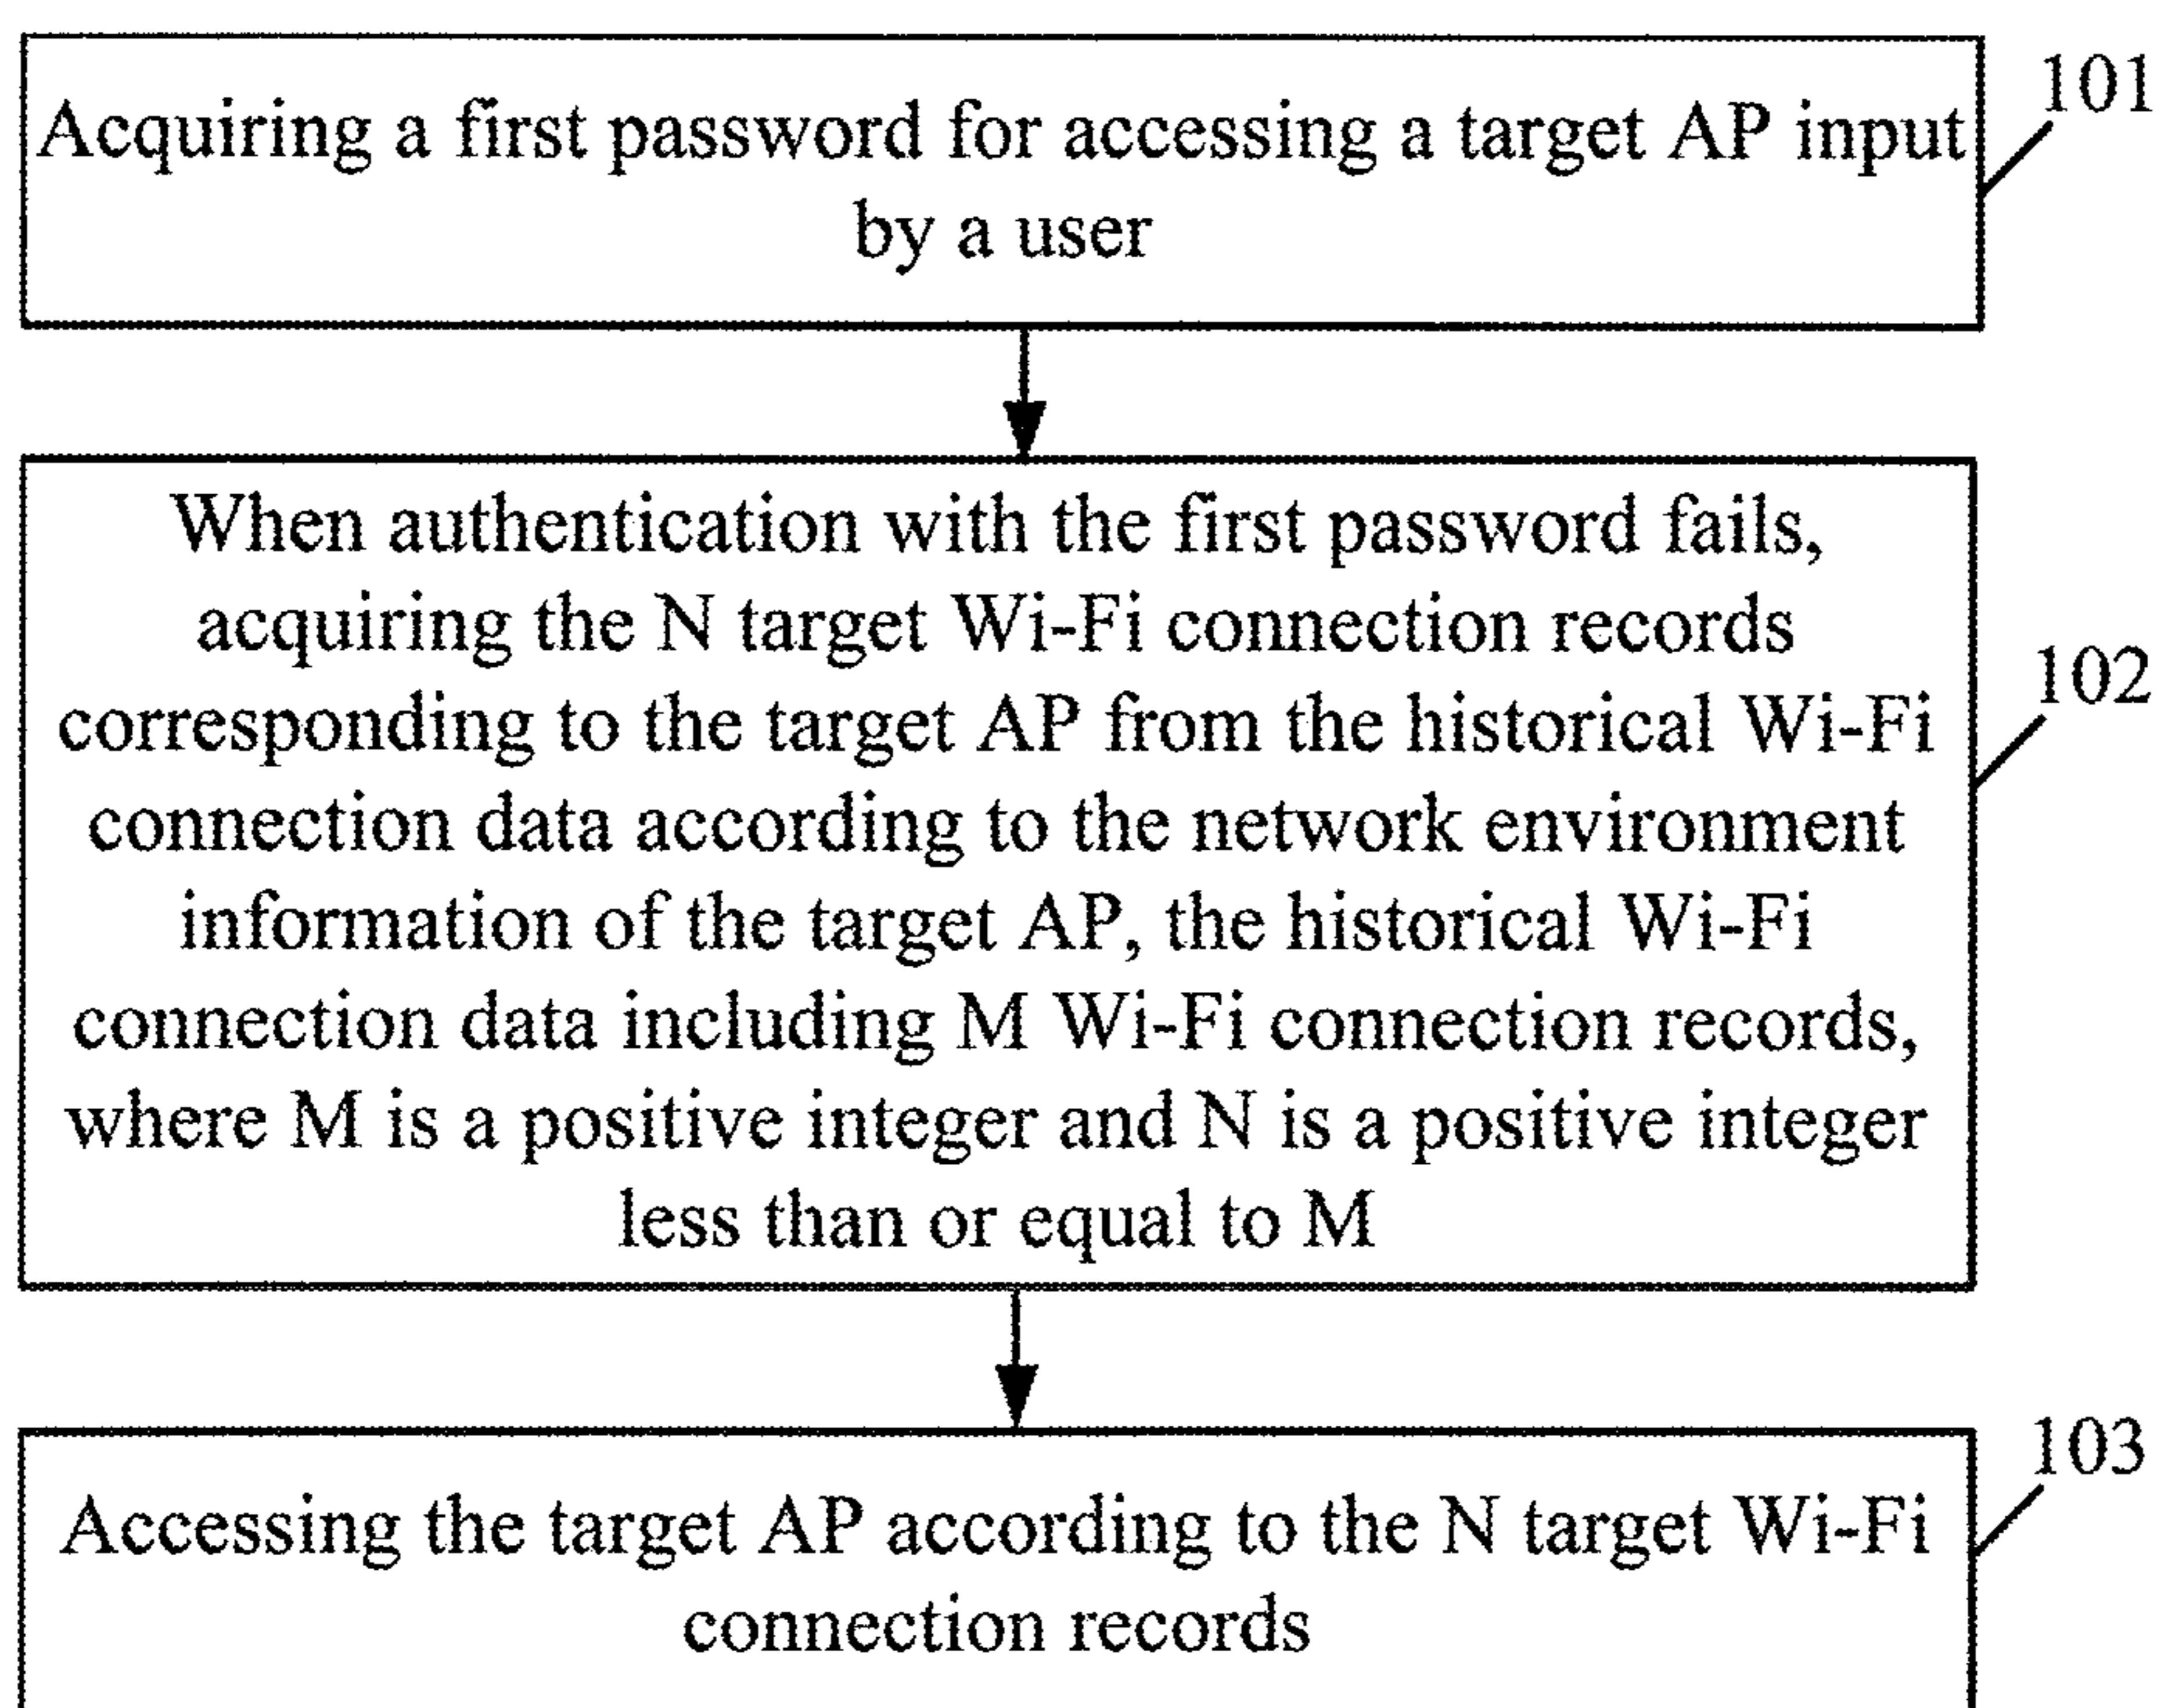 Acquiring a first password for accessing a target AP input
by a user
101
When authentication with the first password fails,
acquiring the N target Wi-Fi connection records
corresponding to the target AP from the historical Wi-Fi
connection data according to the network environment
information of the target AP, the historical Wi-Fi
connection data including M Wi-Fi connection records,
where M is a positive integer and N is a positive integer
less than or equal to M
102
Accessing the target AP according to the N target Wi-Fi
connection records
103